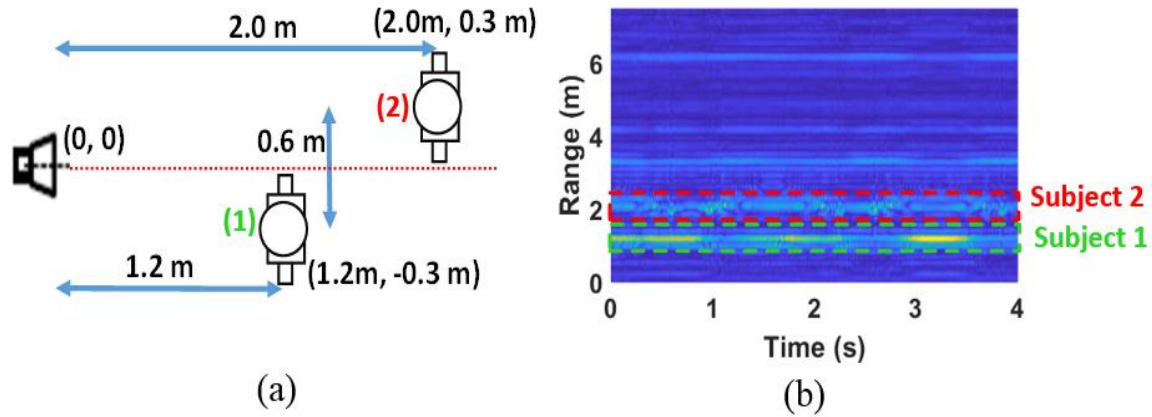 2.0 m
(2.0m, 0.3 m)
(2)
(0, 0)
0.6 m
(1)
1.2 m
(1.2m, -0.3 m)
(a)
Range (m)
6
4
2
0
Subject 2
Subject 1
0 1 2 3 4
Time (s)
(b)